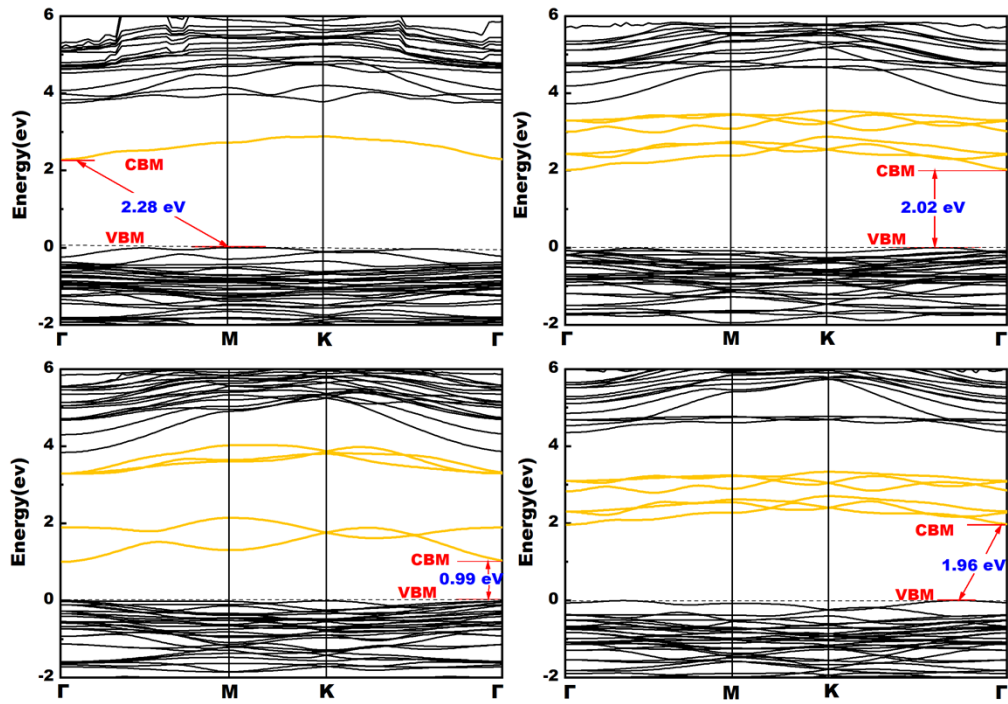 6
4
2
0
-2
Energy(ev)
CBM
2.28 eV
VBM
Γ M K Γ
6
4
2
0
-2
Energy(ev)
CBM
2.02 eV
VBM
Γ M K Γ
6
4
2
0
-2
Energy(ev)
CBM
0.99 eV
VBM
Γ M K Γ
6
4
2
0
-2
Energy(ev)
CBM
1.96 eV
VBM
Γ M K Γ